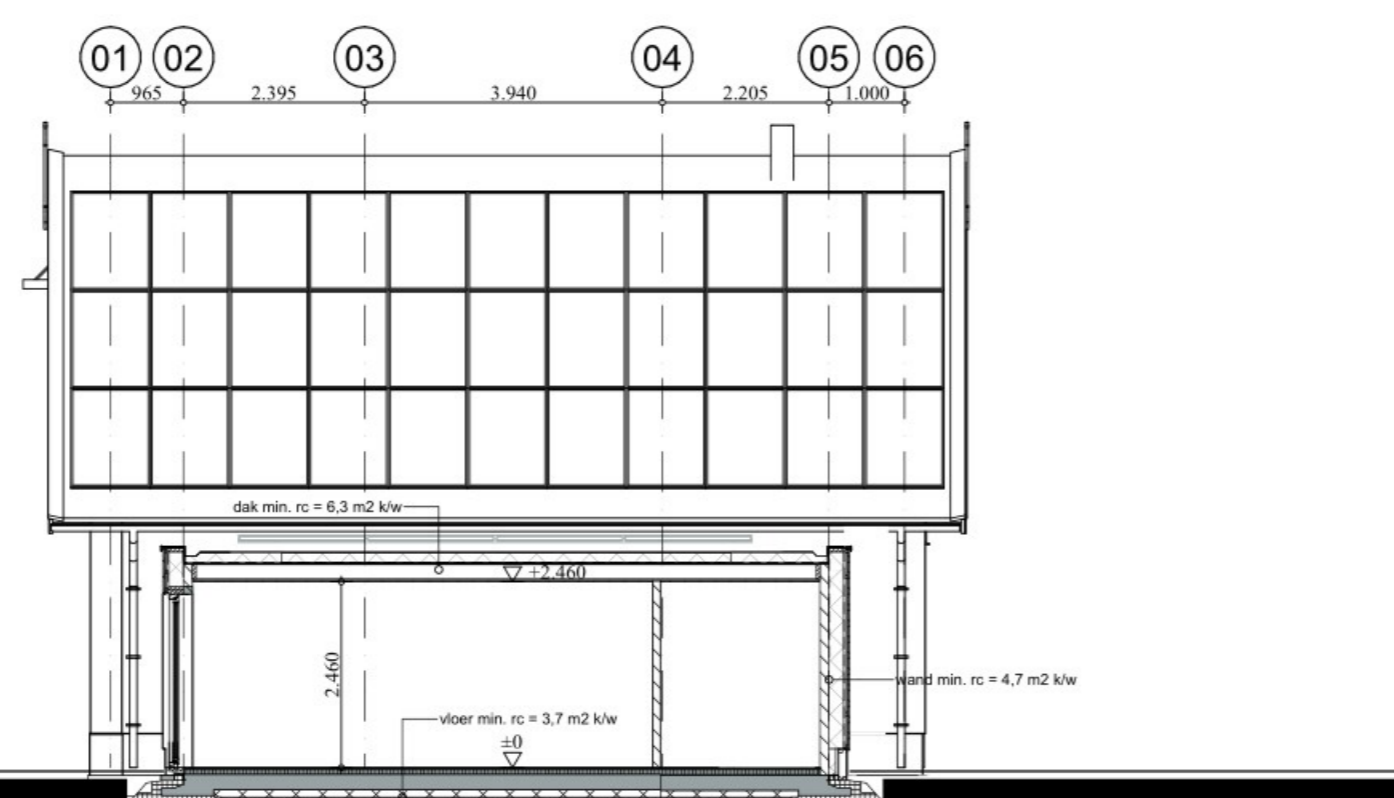 01 02 03 04 05 06
965 2.395 3.940 2.205 1.000
dak min. rc = 6,3 m2 k/w
+2.460
2.460
wand min. rc = 4,7 m2 k/w
vloer min. rc = 3,7 m2 k/w
±0